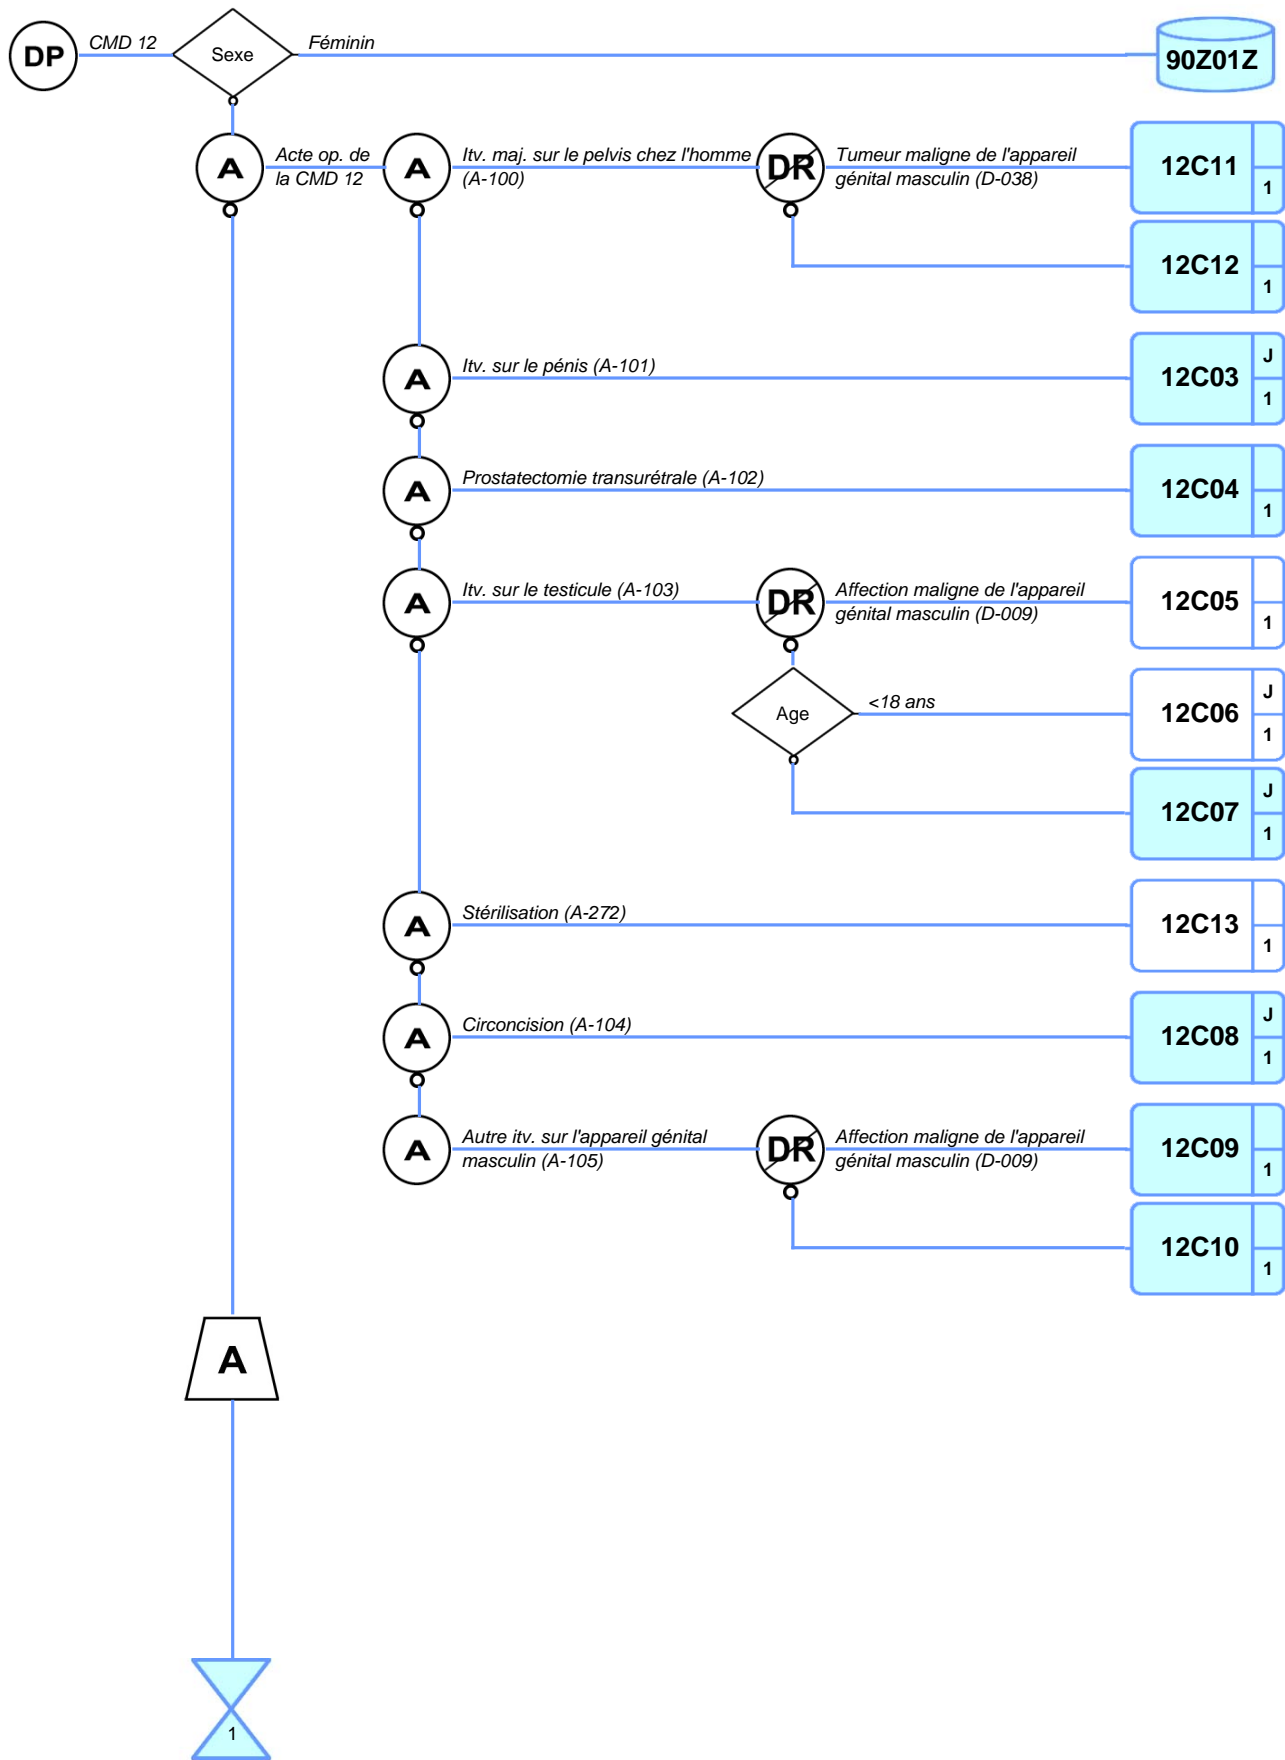 DP
CMD 12
Sexe
Féminin
90Z01Z
A
Acte op. de
la CMD 12
A
Itv. maj. sur le pelvis chez l'homme
(A-100)
DR
Tumeur maligne de l'appareil
génital masculin (D-038)
12C11
1
12C12
1
A
Itv. sur le pénis (A-101)
12C03
J
1
A
Prostatectomie transurétrale (A-102)
12C04
1
A
Itv. sur le testicule (A-103)
DR
Affection maligne de l'appareil
génital masculin (D-009)
12C05
1
Age
<18 ans
12C06
J
1
12C07
J
1
A
Stérilisation (A-272)
12C13
1
A
Circoncision (A-104)
12C08
J
1
A
Autre itv. sur l'appareil génital
masculin (A-105)
DR
Affection maligne de l'appareil
génital masculin (D-009)
12C09
1
12C10
1
A
1